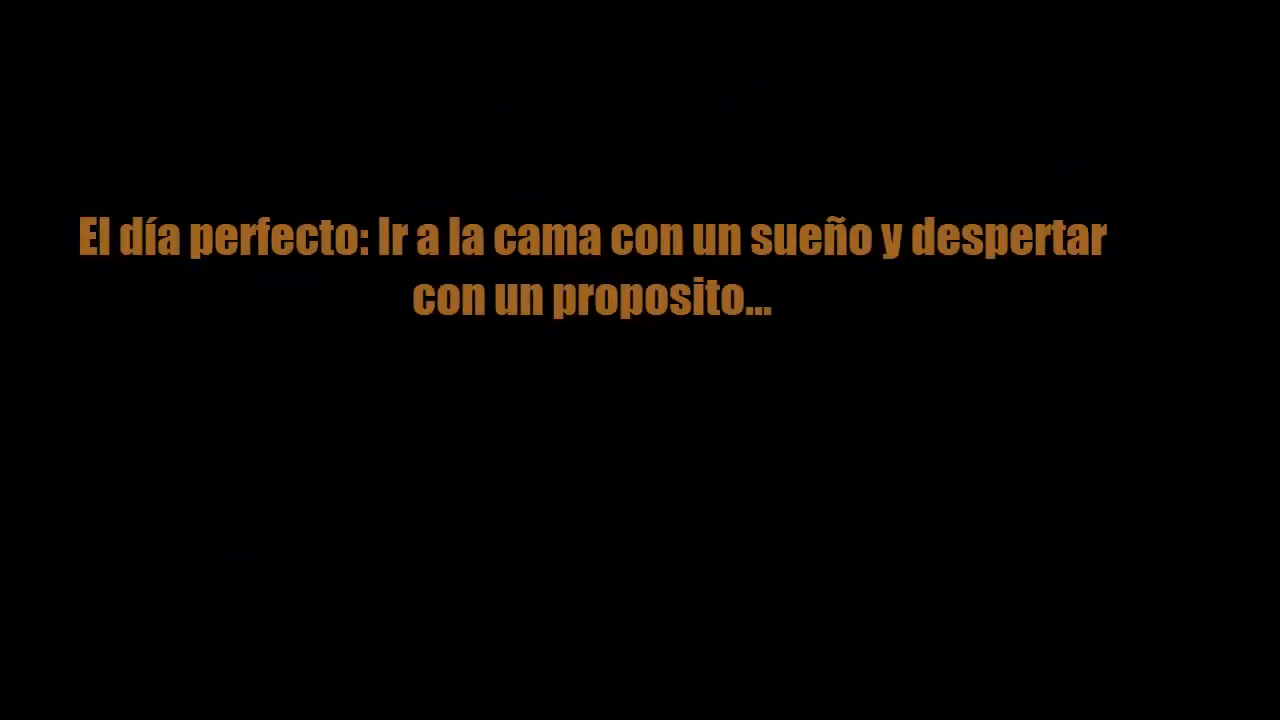 El día perfecto: Ir a la cama con un sueño y despertar
con un proposito...